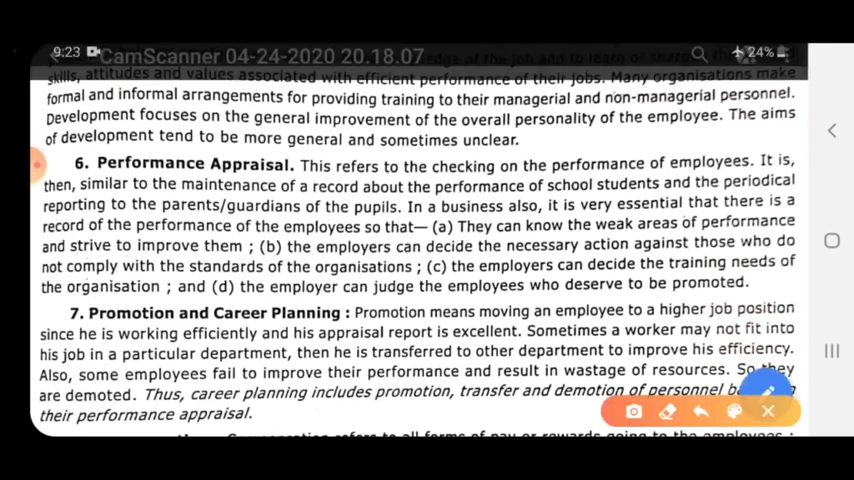 9:23
CamScanner 04-24-2020 20.18.07
24%
skills, attitudes and values associated with efficient performance of their jobs. Many organisations make
formal and informal arrangements for providing training to their managerial and non-managerial personnel.
Development focuses on the general improvement of the overall personality of the employee. The aims
of development tend to be more general and sometimes unclear.
6. Performance Appraisal. This refers to the checking on the performance of employees. It is,
then, similar to the maintenance of a record about the performance of school students and the periodical
reporting to the parents/guardians of the pupils. In a business also, it is very essential that there is a
record of the performance of the employees so that— (a) They can know the weak areas of performance
and strive to improve them ; (b) the employers can decide the necessary action against those who do
not comply with the standards of the organisations ; (c) the employers can decide the training needs of
the organisation ; and (d) the employer can judge the employees who deserve to be promoted.
7. Promotion and Career Planning : Promotion means moving an employee to a higher job position
since he is working efficiently and his appraisal report is excellent. Sometimes a worker may not fit into
his job in a particular department, then he is transferred to other department to improve his efficiency.
Also, some employees fail to improve their performance and result in wastage of resources. So they
are demoted. Thus, career planning includes promotion, transfer and demotion of personnel
their performance appraisal.
refers to all forms of pay or rewards going to the employees ;